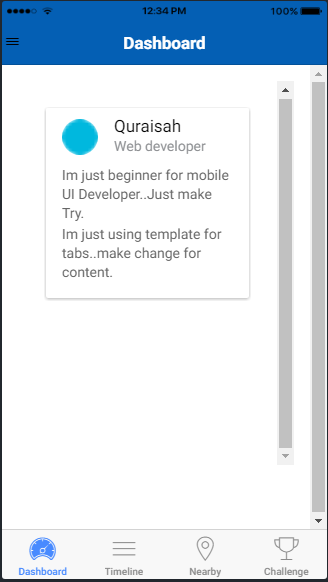 12:34 PM
100%
Dashboard
Quraisah
Web developer
Im just beginner for mobile
UI Developer..Just make
Try.
Im just using template for
tabs..make change for
content.
Dashboard
Timeline
Nearby
Challenge